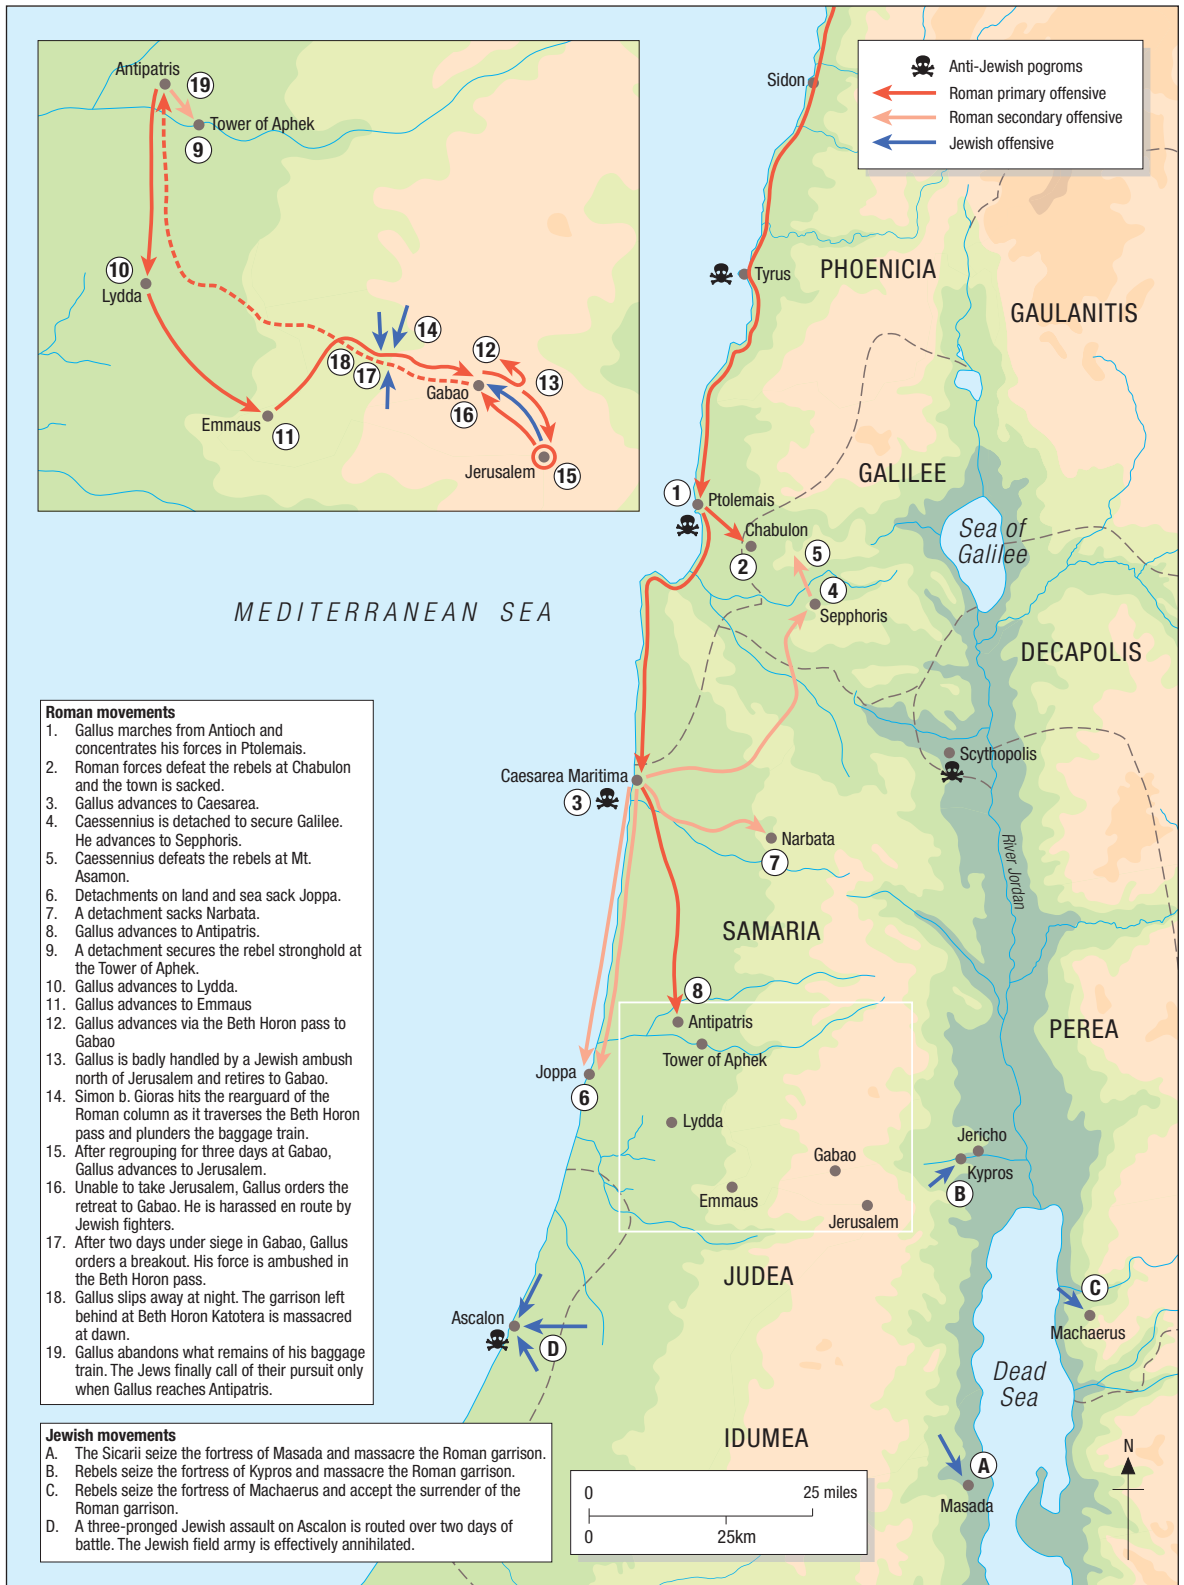 Antipatris
19
Tower of Aphek
9
10
Lydda
14
12
18
17
13
Gabao
16
Emmaus
11
Jerusalem
15
Anti-Jewish pogroms
Roman primary offensive
Roman secondary offensive
Jewish offensive
Sidon
Tyrus
PHOENICIA
GAULANITIS
GALILEE
1
Ptolemais
Chabulon
2
5
4
Sepphoris
Sea of
Galilee
MEDITERRANEAN SEA
DECAPOLIS
Scythopolis
Caesarea Maritima
3
Narbata
7
River Jordan
SAMARIA
8
Antipatris
Tower of Aphek
PEREA
Joppa
6
Lydda
Jericho
Gabao
Kypros
B
Emmaus
Jerusalem
JUDEA
C
Ascalon
D
Machaerus
Dead
Sea
IDUMEA
A
Masada
N
0
25 miles
0
25km
Roman movements
1. Gallus marches from Antioch and
concentrates his forces in Ptolemais.
2. Roman forces defeat the rebels at Chabulon
and the town is sacked.
3. Gallus advances to Caesarea.
4. Caessennius is detached to secure Galilee.
He advances to Sepphoris.
5. Caessennius defeats the rebels at Mt.
Asamon.
6. Detachments on land and sea sack Joppa.
7. A detachment sacks Narbata.
8. Gallus advances to Antipatris.
9. A detachment secures the rebel stronghold at
the Tower of Aphek.
10. Gallus advances to Lydda.
11. Gallus advances to Emmaus
12. Gallus advances via the Beth Horon pass to
Gabao
13. Gallus is badly handled by a Jewish ambush
north of Jerusalem and retires to Gabao.
14. Simon b. Gioras hits the rearguard of the
Roman column as it traverses the Beth Horon
pass and plunders the baggage train.
15. After regrouping for three days at Gabao,
Gallus advances to Jerusalem.
16. Unable to take Jerusalem, Gallus orders the
retreat to Gabao. He is harassed en route by
Jewish fighters.
17. After two days under siege in Gabao, Gallus
orders a breakout. His force is ambushed in
the Beth Horon pass.
18. Gallus slips away at night. The garrison left
behind at Beth Horon Katotera is massacred
at dawn.
19. Gallus abandons what remains of his baggage
train. The Jews finally call of their pursuit only
when Gallus reaches Antipatris.
Jewish movements
A. The Sicarii seize the fortress of Masada and massacre the Roman garrison.
B. Rebels seize the fortress of Kypros and massacre the Roman garrison.
C. Rebels seize the fortress of Machaerus and accept the surrender of the
Roman garrison.
D. A three-pronged Jewish assault on Ascalon is routed over two days of
battle. The Jewish field army is effectively annihilated.